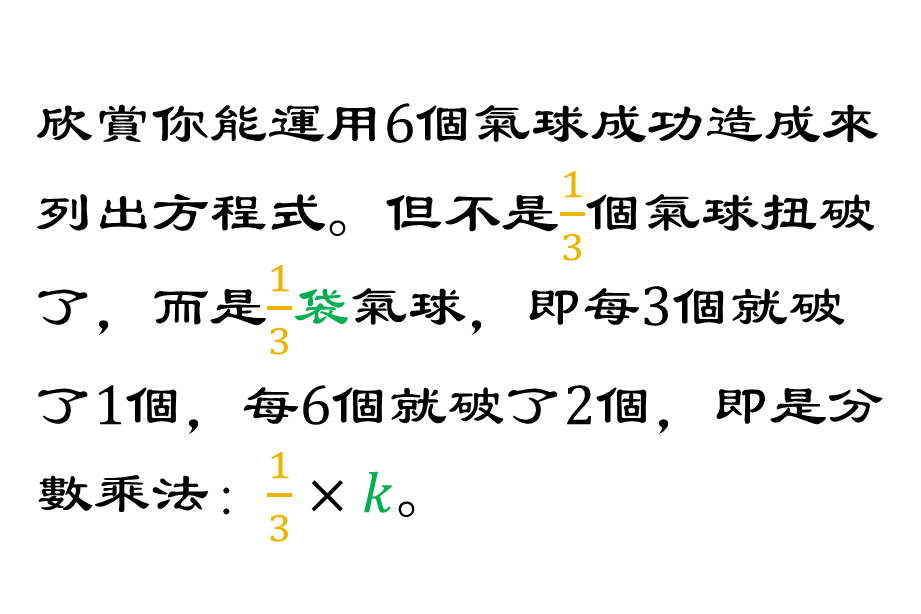 欣賞你能運用6個氣球成功造成來
列出方程式。但不是1/3個氣球扭破
了，而是1/3袋氣球，即每3個就破
了1個，每6個就破了2個，即是分
數乘法：1/3 × k。